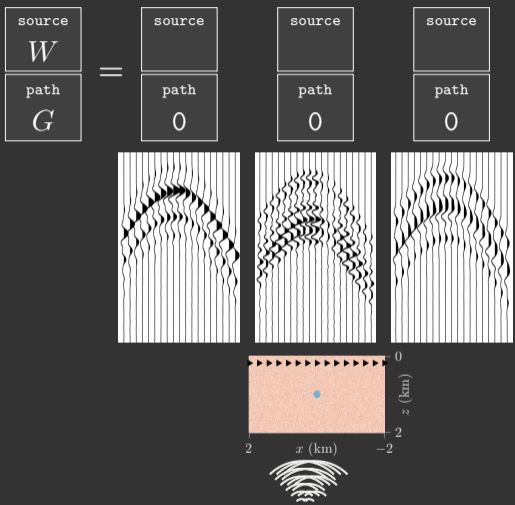 source source source source
W =
path path path path
G 0 0 0
0
z (km)
2
2 x (km) −2